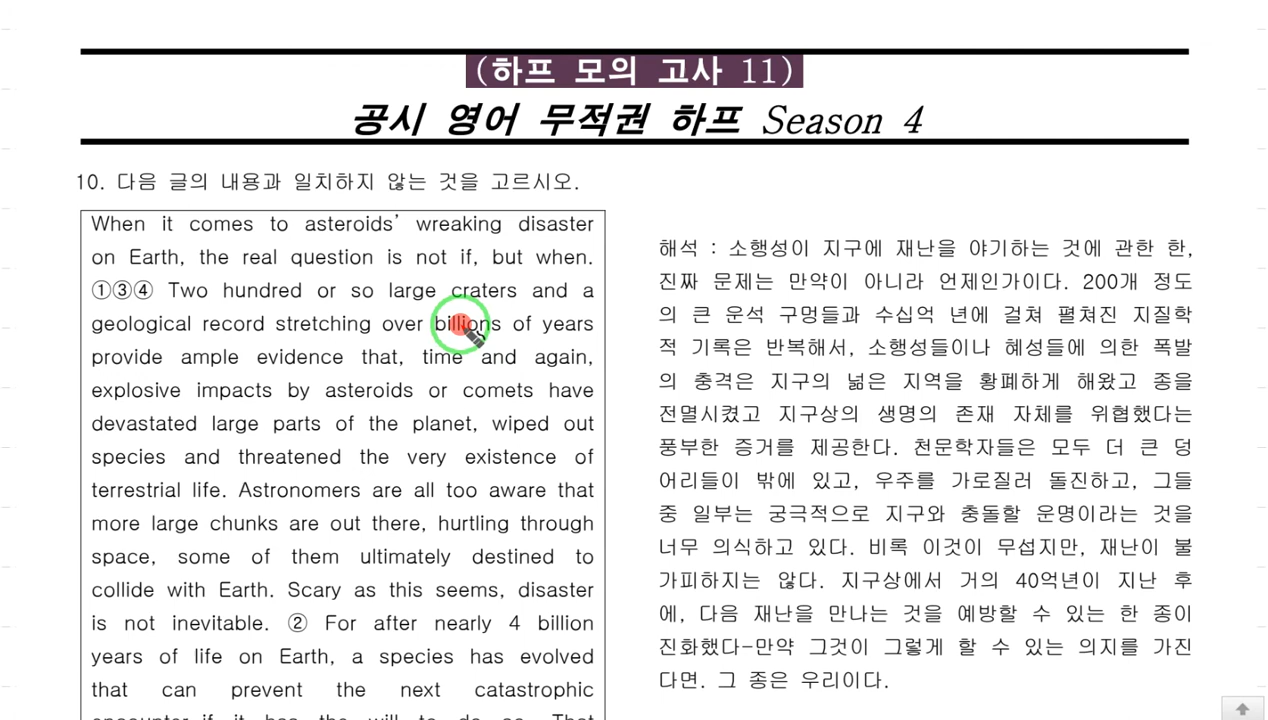 (하프 모의 고사 11)
공시 영어 무적권 하프 Season 4
10. 다음 글의 내용과 일치하지 않는 것을 고르시오.
When it comes to asteroids’ wreaking disaster
on Earth, the real question is not if, but when.
①③④ Two hundred or so large craters and a
geological record stretching over billions of years
provide ample evidence that, time and again,
explosive impacts by asteroids or comets have
devastated large parts of the planet, wiped out
species and threatened the very existence of
terrestrial life. Astronomers are all too aware that
more large chunks are out there, hurtling through
space, some of them ultimately destined to
collide with Earth. Scary as this seems, disaster
is not inevitable. ② For after nearly 4 billion
years of life on Earth, a species has evolved
that can prevent the next catastrophic
encounter–if it has the will to do so. That
해석 : 소행성이 지구에 재난을 야기하는 것에 관한 한,
진짜 문제는 만약이 아니라 언제인가이다. 200개 정도
의 큰 운석 구멍들과 수십억 년에 걸쳐 펼쳐진 지질학
적 기록은 반복해서, 소행성들이나 혜성들에 의한 폭발
의 충격은 지구의 넒은 지역을 황폐하게 해왔고 종을
전멸시켰고 지구상의 생명의 존재 자체를 위협했다는
풍부한 증거를 제공한다. 천문학자들은 모두 더 큰 덩
어리들이 밖에 있고, 우주를 가로질러 돌진하고, 그들
중 일부는 궁극적으로 지구와 충돌할 운명이라는 것을
너무 의식하고 있다. 비록 이것이 무섭지만, 재난이 불
가피하지는 않다. 지구상에서 거의 40억년이 지난 후
에, 다음 재난을 만나는 것을 예방할 수 있는 한 종이
진화했다-만약 그것이 그렇게 할 수 있는 의지를 가진
다면. 그 종은 우리이다.